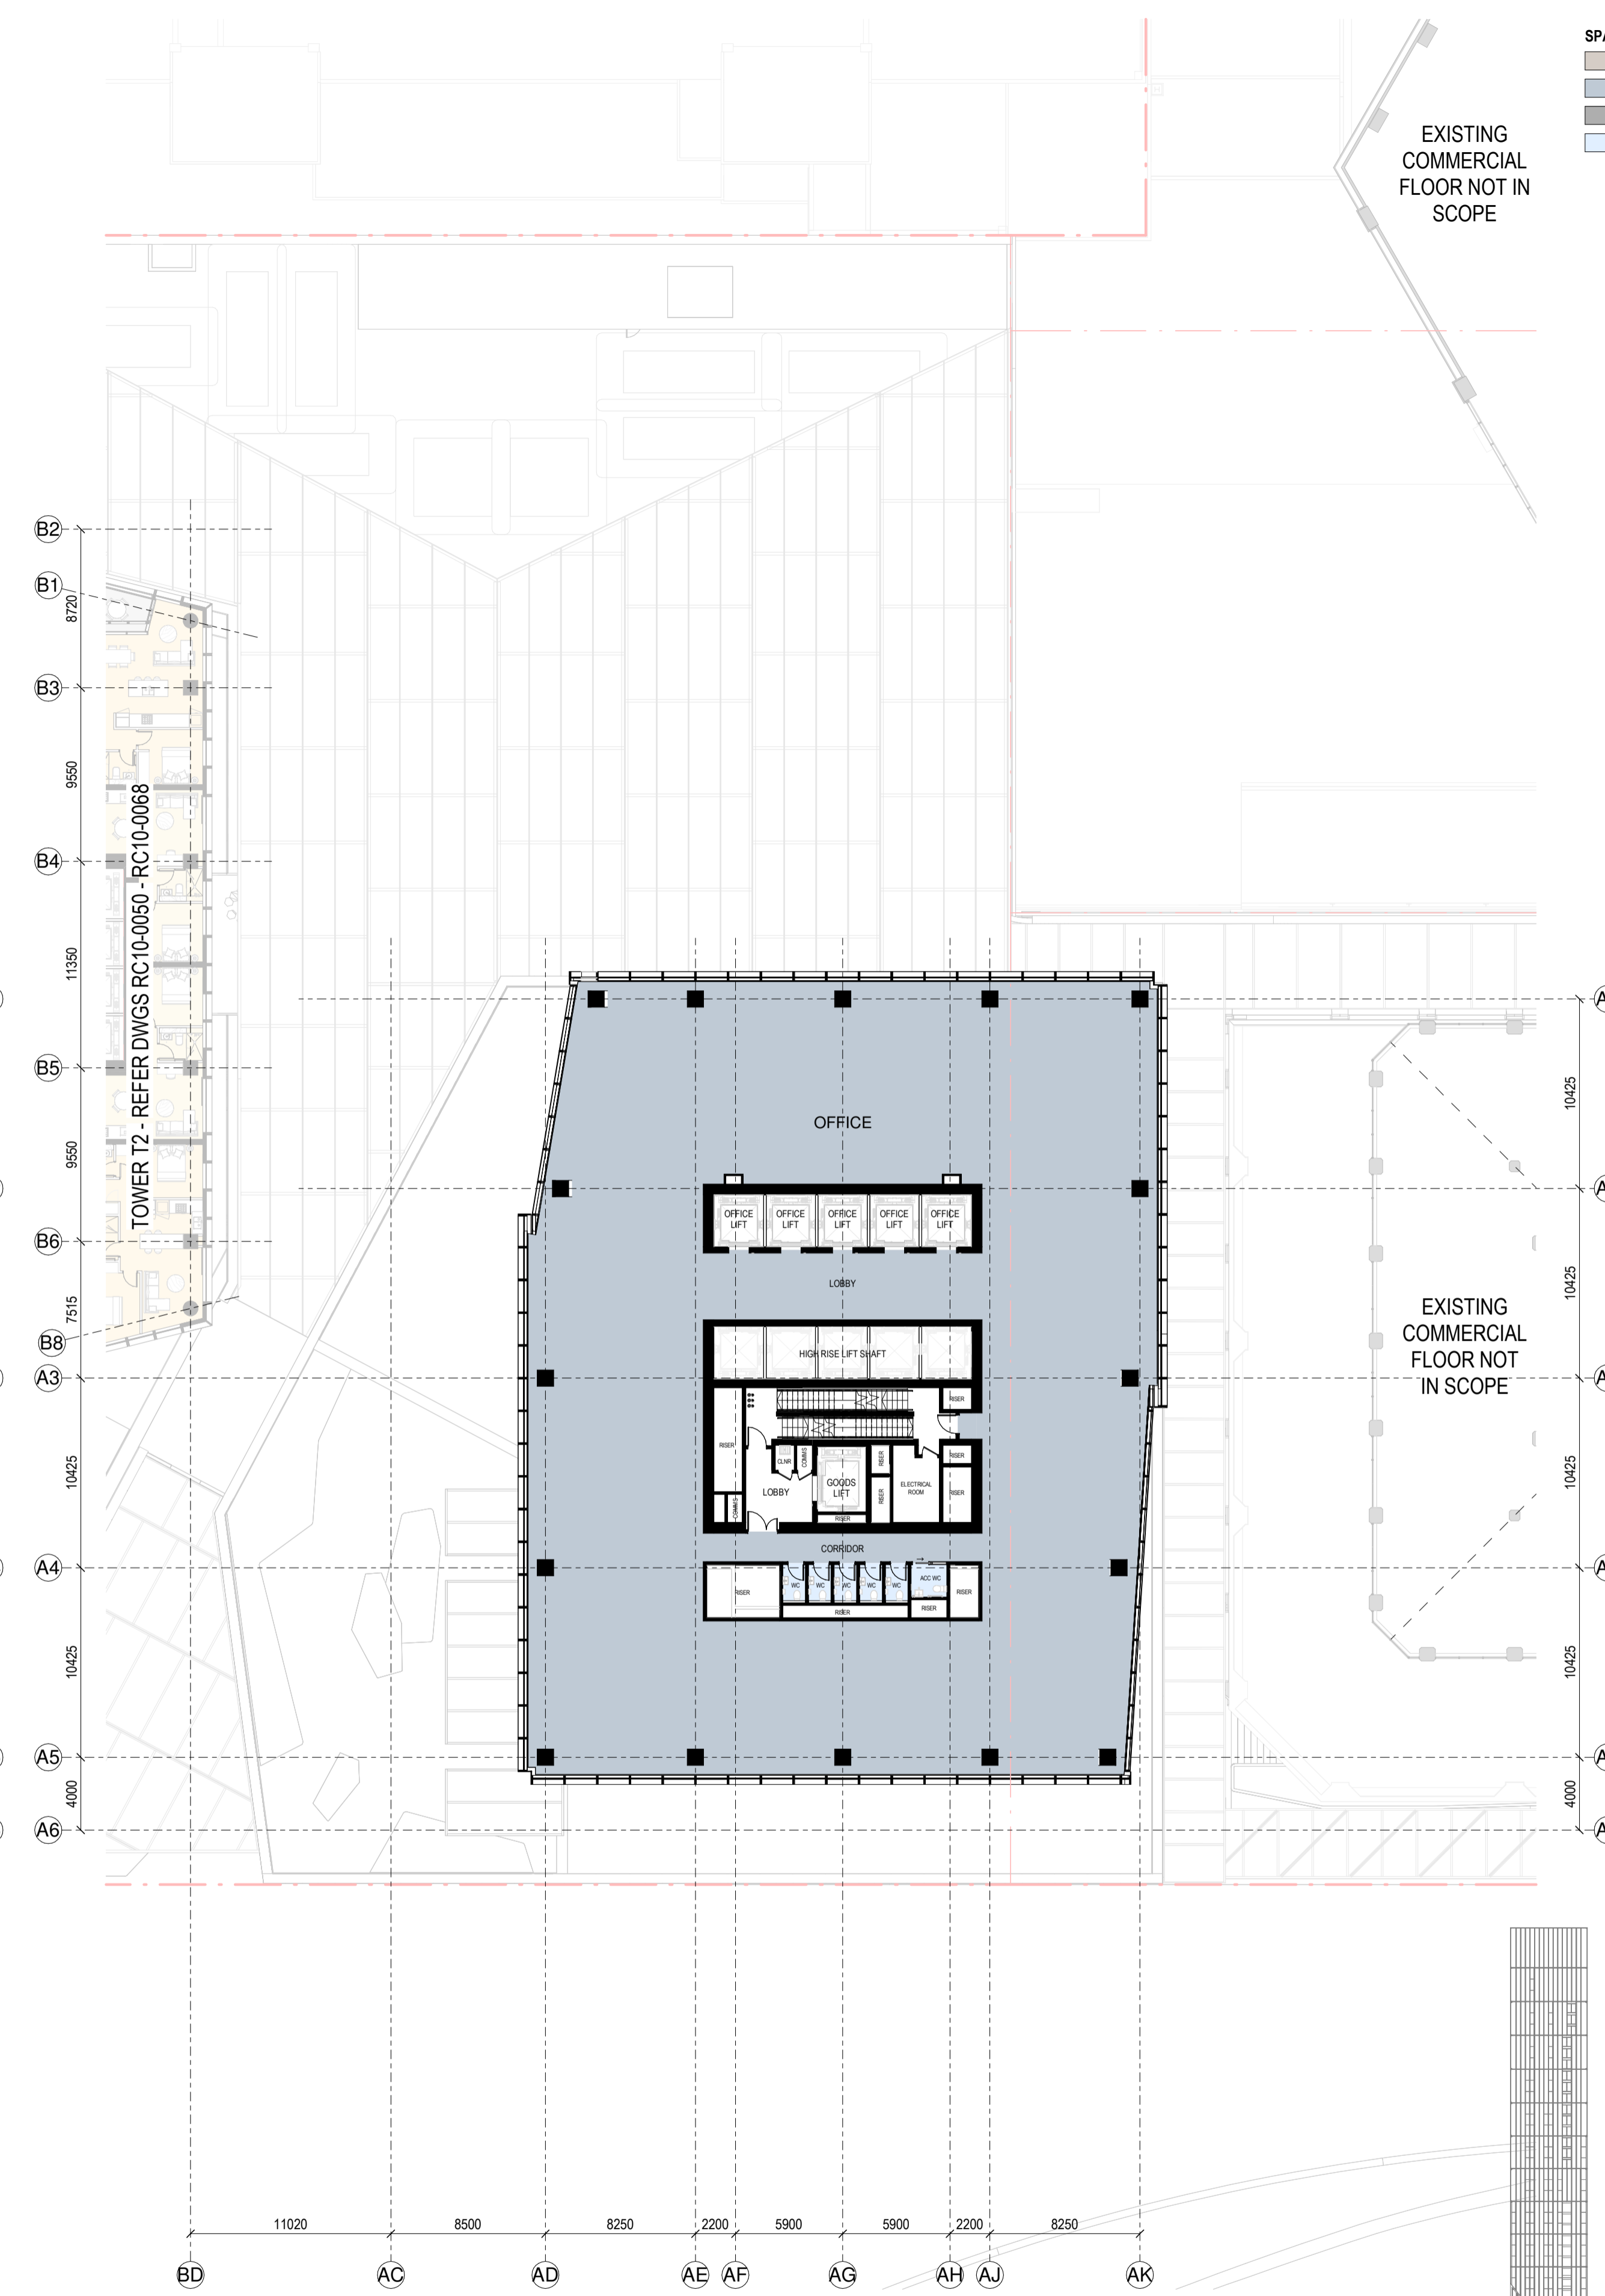 SPA
EXISTING
COMMERCIAL
FLOOR NOT IN
SCOPE
B2
B1
8720
B3
9550
B4
TOWER T2 - REFER DWGS RC10-0050 - RC10-0068
11350
B5
9550
B6
7515
B8
A3
10425
A4
10425
A5
4000
A6
OFFICE
OFFICE
LIFT
OFFICE
LIFT
OFFICE
LIFT
OFFICE
LIFT
OFFICE
LIFT
LOBBY
HIGH RISE LIFT SHAFT
RISER
RISER
CLNR
COMMS
GOODS
LIFT
RISER
RISER
ELECTRICAL
ROOM
RISER
RISER
LOBBY
COMMS
RISER
CORRIDOR
RISER
WC
WC
WC
WC
WC
ACC WC
RISER
RISER
RISER
A
10425
A
10425
EXISTING
COMMERCIAL
FLOOR NOT
IN SCOPE
A
10425
A
10425
A
4000
A
11020
8500
8250
2200
5900
5900
2200
8250
BD
AC
AD
AE
AF
AG
AH
AJ
AK